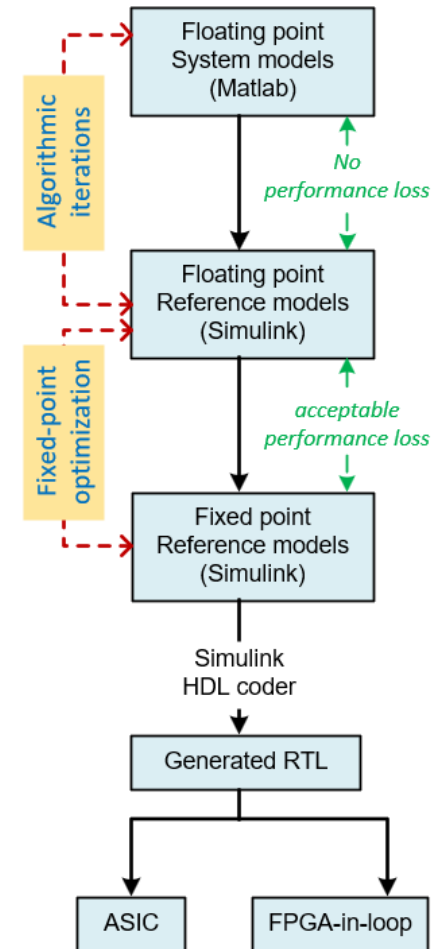 Floating point
System models
(Matlab)
Algorithmic
iterations
No
performance loss
Floating point
Reference models
(Simulink)
Fixed-point
optimization
acceptable
performance loss
Fixed point
Reference models
(Simulink)
Simulink
HDL coder
Generated RTL
ASIC
FPGA-in-loop